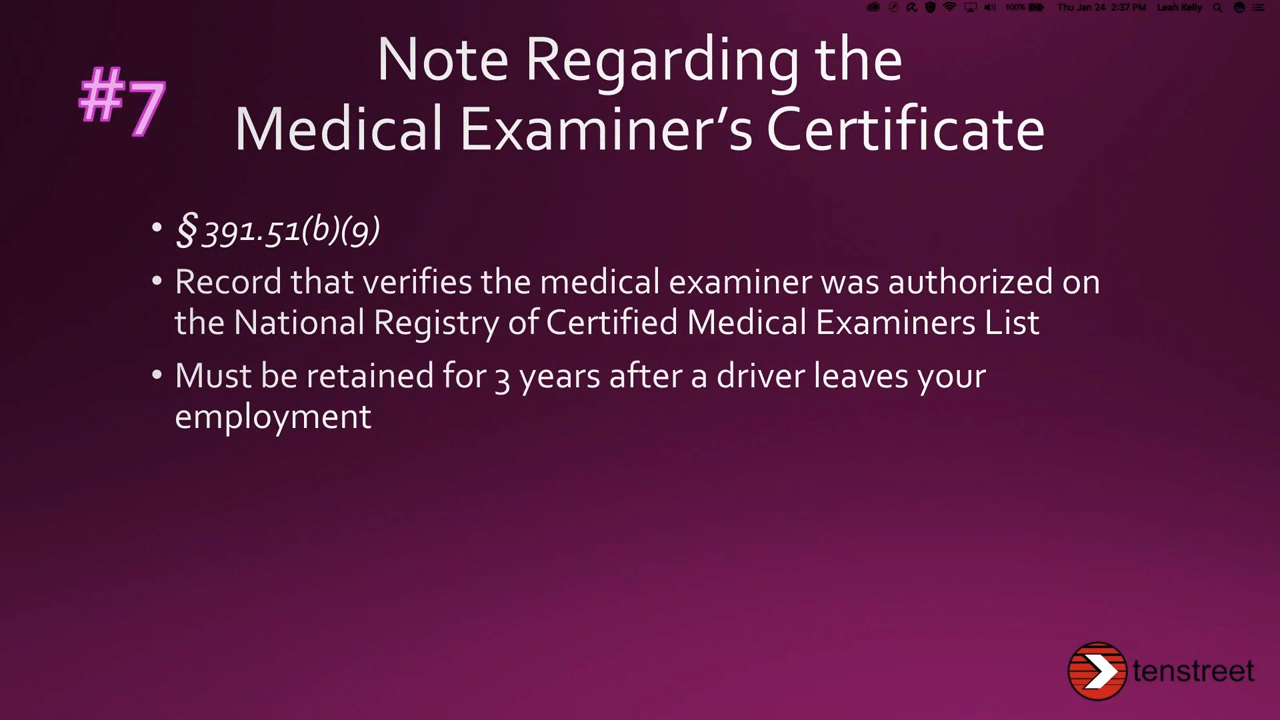 100% Thu Jan 24 2:37 PM Leah Kelly
#7
Note Regarding the
Medical Examiner’s Certificate
• § 391.51(b)(9)
• Record that verifies the medical examiner was authorized on
the National Registry of Certified Medical Examiners List
• Must be retained for 3 years after a driver leaves your
employment
tenstreet